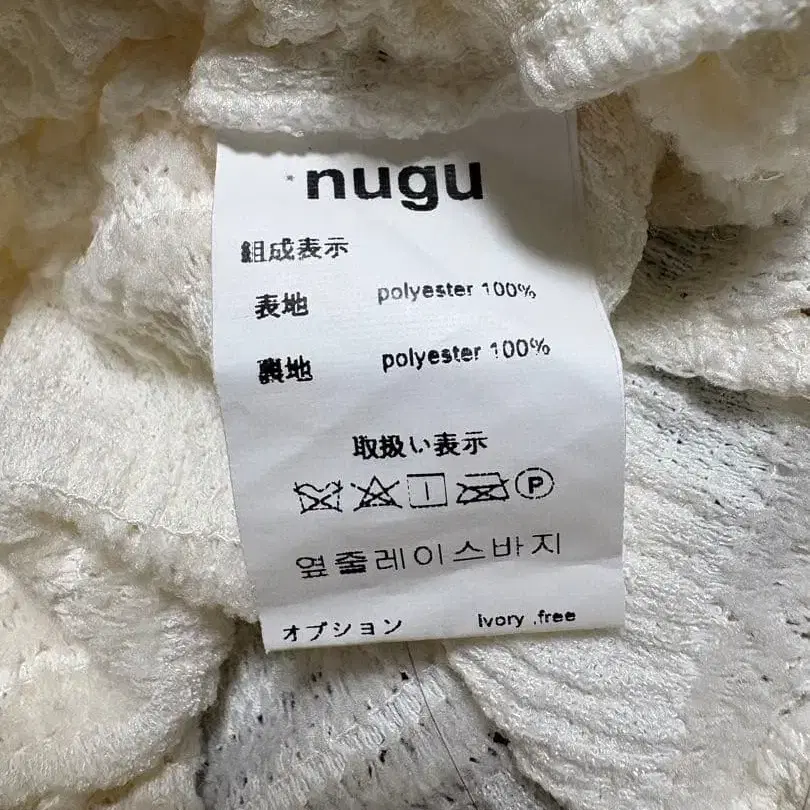 nugu
組成表示
表地 polyester 100%
裏地 polyester 100%
取扱い表示
P
옆줄레이스바지
オプション ivory .free